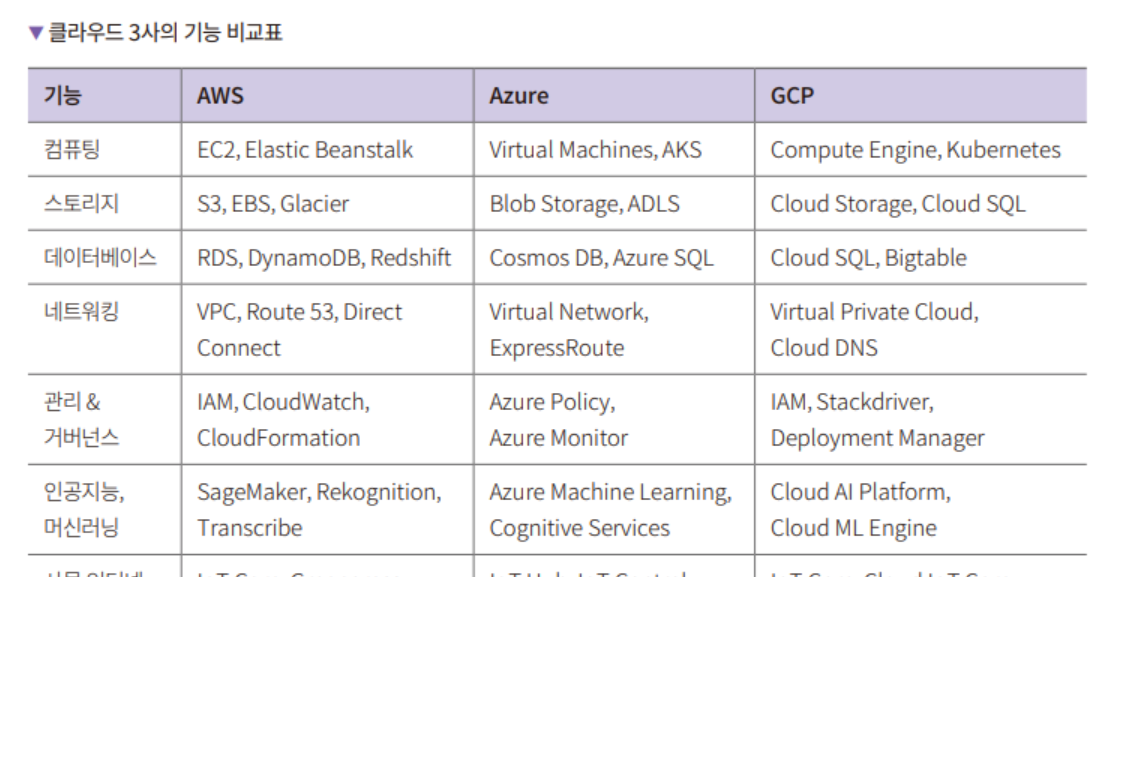 ▼ 클라우드 3사의 기능 비교표
기능 AWS Azure GCP
컴퓨팅 EC2, Elastic Beanstalk Virtual Machines, AKS Compute Engine, Kubernetes
스토리지 S3, EBS, Glacier Blob Storage, ADLS Cloud Storage, Cloud SQL
데이터베이스 RDS, DynamoDB, Redshift Cosmos DB, Azure SQL Cloud SQL, Bigtable
네트워킹 VPC, Route 53, Direct Virtual Network, Virtual Private Cloud,
Connect ExpressRoute Cloud DNS
관리 & IAM, CloudWatch, Azure Policy, IAM, Stackdriver,
거버넌스 CloudFormation Azure Monitor Deployment Manager
인공지능, SageMaker, Rekognition, Azure Machine Learning, Cloud AI Platform,
머신러닝 Transcribe Cognitive Services Cloud ML Engine